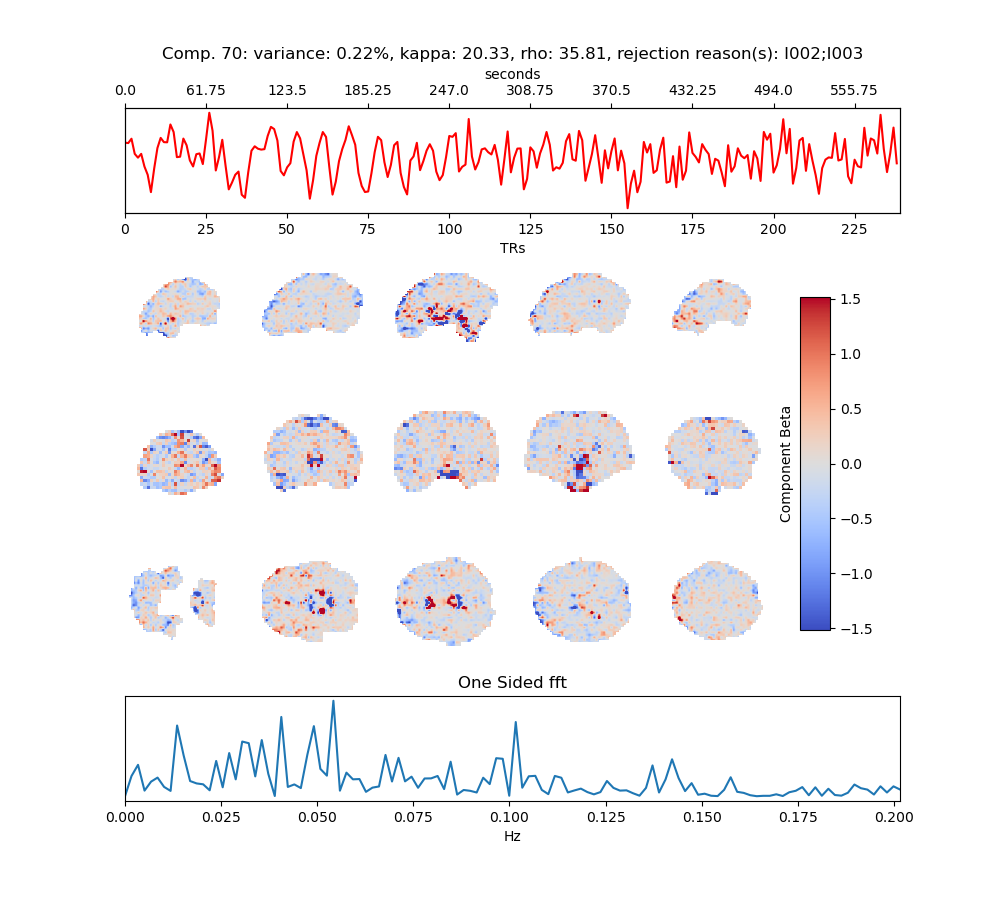 Comp. 70: variance: 0.22%, kappa: 20.33, rho: 35.81, rejection reason(s): I002;I003
seconds
0.0 61.75 123.5 185.25 247.0 308.75 370.5 432.25 494.0 555.75
0 25 50 75 100 125 150 175 200 225
TRs
1.5
1.0
0.5
0.0
−0.5
−1.0
−1.5
Component Beta
One Sided fft
0.000 0.025 0.050 0.075 0.100 0.125 0.150 0.175 0.200
Hz